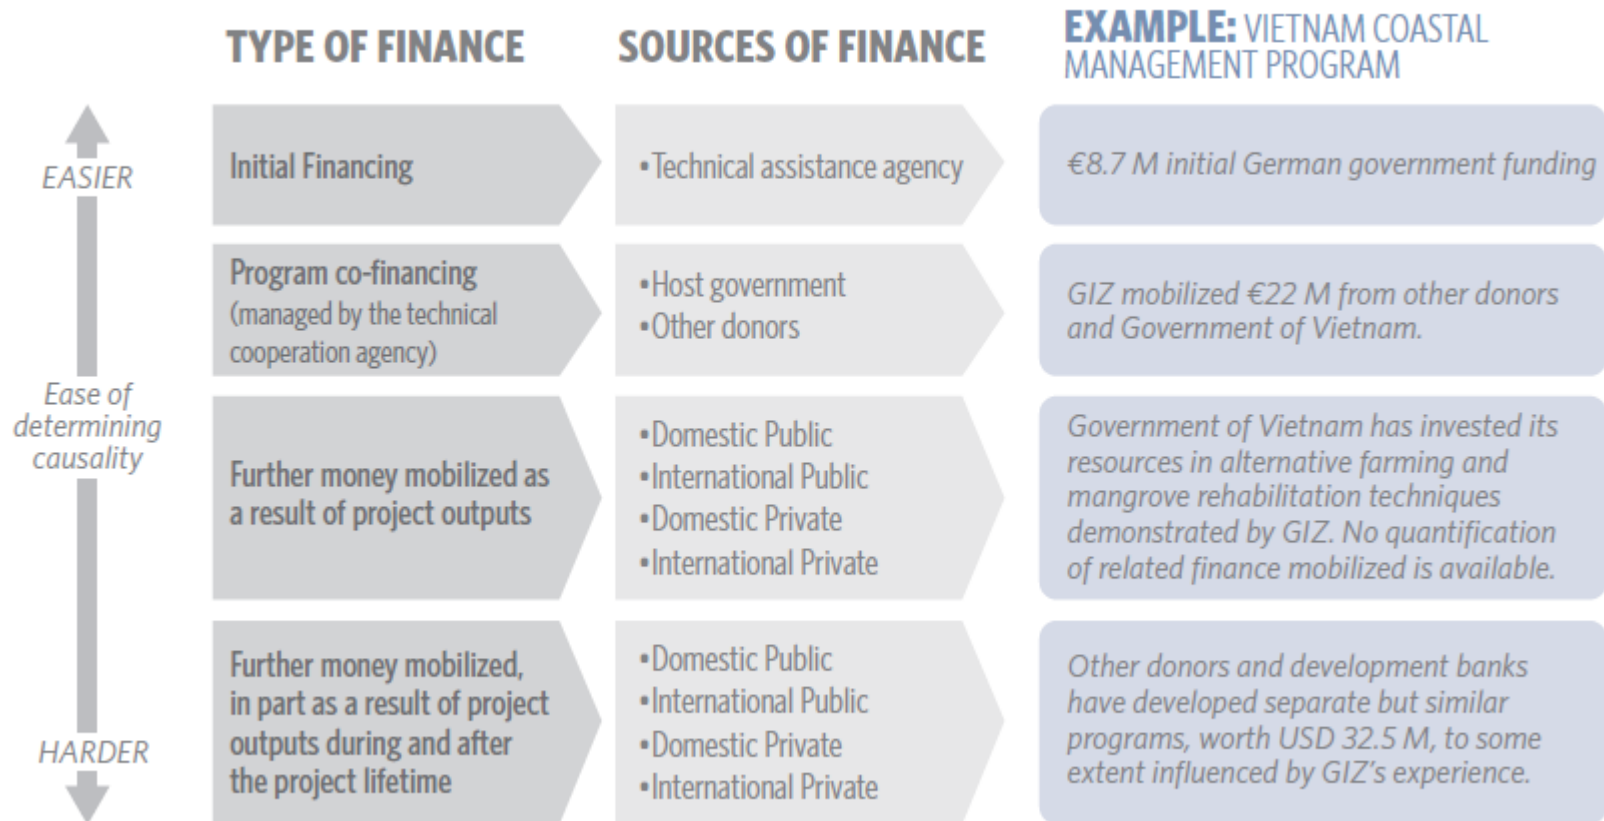 TYPE OF FINANCE
SOURCES OF FINANCE
EXAMPLE: VIETNAM COASTAL
MANAGEMENT PROGRAM
EASIER
Ease of
determining
causality
HARDER
Initial Financing
•Technical assistance agency
€8.7 M initial German government funding
Program co-financing
(managed by the technical
cooperation agency)
•Host government
•Other donors
GIZ mobilized €22 M from other donors
and Government of Vietnam.
Further money mobilized as
a result of project outputs
•Domestic Public
•International Public
•Domestic Private
•International Private
Government of Vietnam has invested its
resources in alternative farming and
mangrove rehabilitation techniques
demonstrated by GIZ. No quantification
of related finance mobilized is available.
Further money mobilized,
in part as a result of project
outputs during and after
the project lifetime
•Domestic Public
•International Public
•Domestic Private
•International Private
Other donors and development banks
have developed separate but similar
programs, worth USD 32.5 M, to some
extent influenced by GIZ's experience.